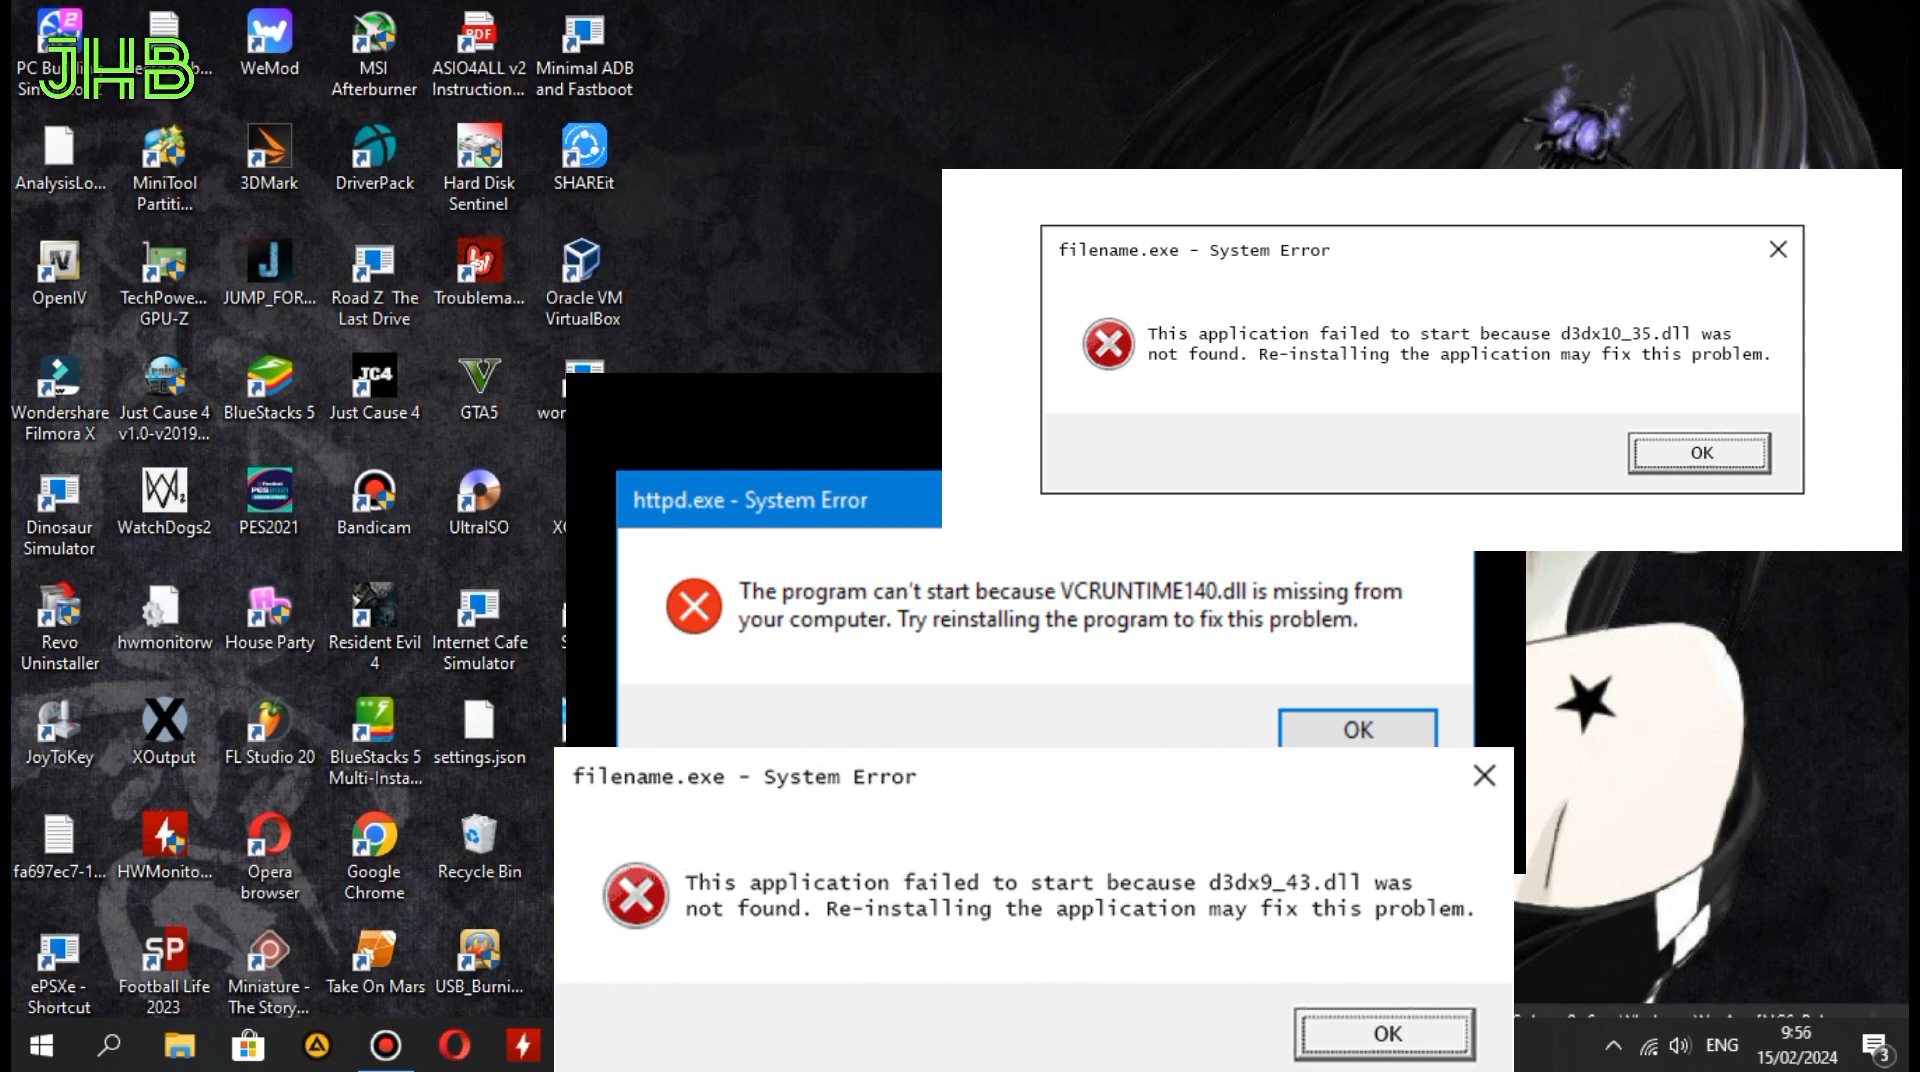 JHB
WeMod
MSI
Afterburner
ASIO4ALL v2
Instruction...
Minimal ADB
and Fastboot
AnalysisLo...
MiniTool
Partiti...
3DMark
DriverPack
Hard Disk
Sentinel
SHAREit
OpenIV
TechPowe...
GPU-Z
JUMP_FOR...
Road Z The
Last Drive
Troublema...
Oracle VM
VirtualBox
Wondershare
Filmora X
Just Cause 4
v1.0-v2019...
BlueStacks 5
Just Cause 4
GTA5
Dinosaur
Simulator
WatchDogs2
PES2021
Bandicam
UltraISO
Revo
Uninstaller
hwmonitorw
House Party
Resident Evil
4
Internet Cafe
Simulator
JoyToKey
XOutput
FL Studio 20
BlueStacks 5
Multi-Insta...
settings.json
fa697ec7-1...
HWMonito...
Opera
browser
Google
Chrome
Recycle Bin
ePSXe -
Shortcut
Football Life
2023
Miniature -
The Story...
Take On Mars
USB_Burni...
filename.exe - System Error
This application failed to start because d3dx10_35.dll was
not found. Re-installing the application may fix this problem.
OK
httpd.exe - System Error
The program can't start because VCRUNTIME140.dll is missing from
your computer. Try reinstalling the program to fix this problem.
OK
filename.exe - System Error
This application failed to start because d3dx9_43.dll was
not found. Re-installing the application may fix this problem.
OK
ENG
9:56
15/02/2024
3